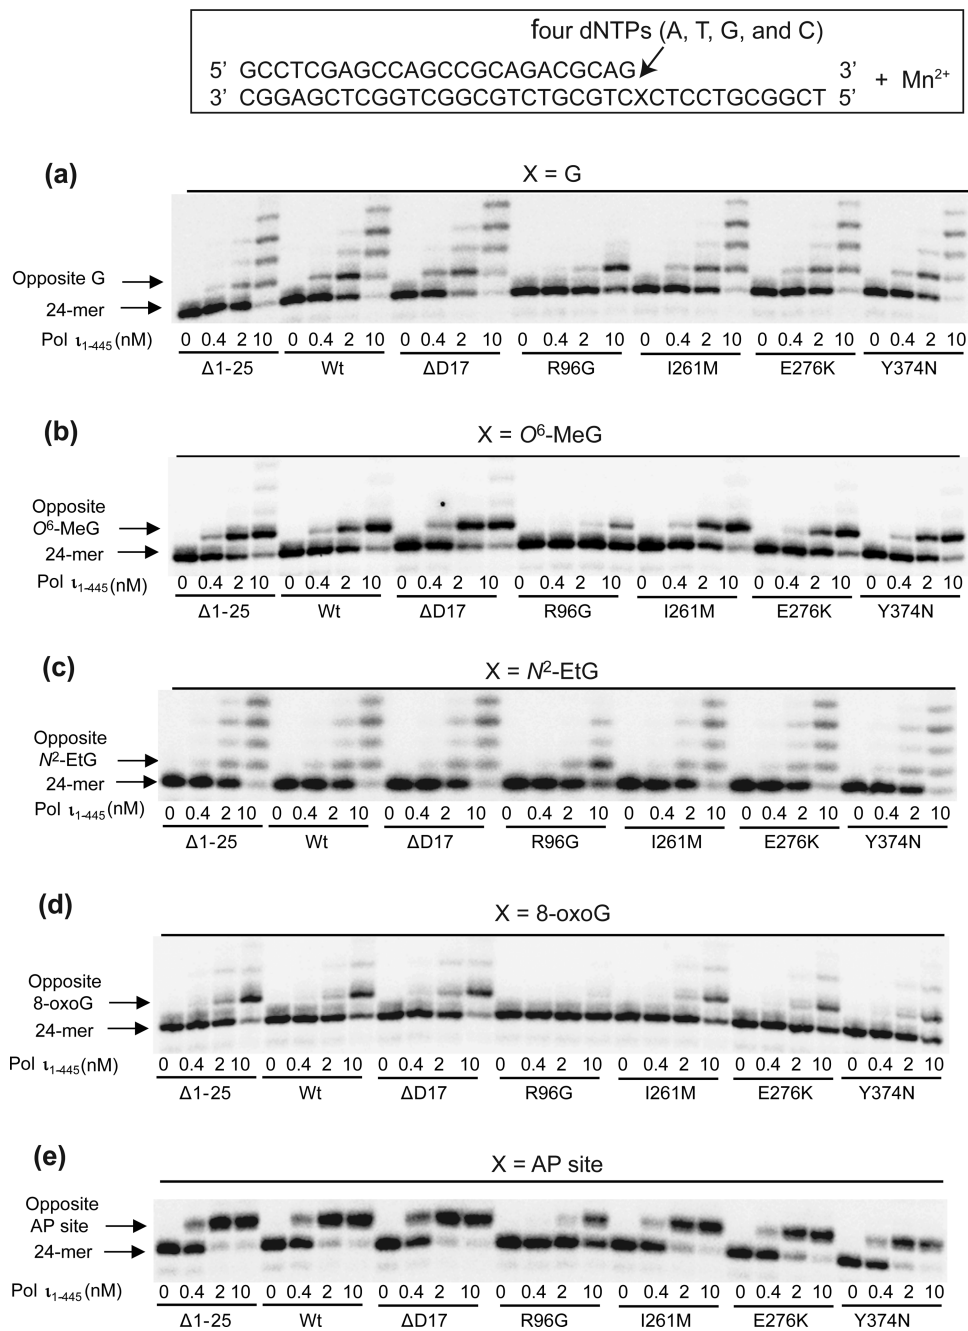 four dNTPs (A, T, G, and C)
5’ GCCTCGAGCCAGCCGCAGACGCAG 3’
3’ CGGAGCTCGGTCGGCGTCTGCGTCXCTCCTGCGGCT 5’ + Mn²⁺
(a)
X = G
Opposite G
24-mer
Pol ι₁₋₄₄₅ (nM) 0 0.4 2 10 0 0.4 2 10 0 0.4 2 10 0 0.4 2 10 0 0.4 2 10 0 0.4 2 10 0 0.4 2 10
Δ1-25 Wt ΔD17 R96G I261M E276K Y374N
(b)
X = O⁶-MeG
Opposite
O⁶-MeG
24-mer
Pol ι₁₋₄₄₅ (nM) 0 0.4 2 10 0 0.4 2 10 0 0.4 2 10 0 0.4 2 10 0 0.4 2 10 0 0.4 2 10 0 0.4 2 10
Δ1-25 Wt ΔD17 R96G I261M E276K Y374N
(c)
X = N²-EtG
Opposite
N²-EtG
24-mer
Pol ι₁₋₄₄₅ (nM) 0 0.4 2 10 0 0.4 2 10 0 0.4 2 10 0 0.4 2 10 0 0.4 2 10 0 0.4 2 10 0 0.4 2 10
Δ1-25 Wt ΔD17 R96G I261M E276K Y374N
(d)
X = 8-oxoG
Opposite
8-oxoG
24-mer
Pol ι₁₋₄₄₅ (nM) 0 0.4 2 10 0 0.4 2 10 0 0.4 2 10 0 0.4 2 10 0 0.4 2 10 0 0.4 2 10 0 0.4 2 10
Δ1-25 Wt ΔD17 R96G I261M E276K Y374N
(e)
X = AP site
Opposite
AP site
24-mer
Pol ι₁₋₄₄₅ (nM) 0 0.4 2 10 0 0.4 2 10 0 0.4 2 10 0 0.4 2 10 0 0.4 2 10 0 0.4 2 10 0 0.4 2 10
Δ1-25 Wt ΔD17 R96G I261M E276K Y374N